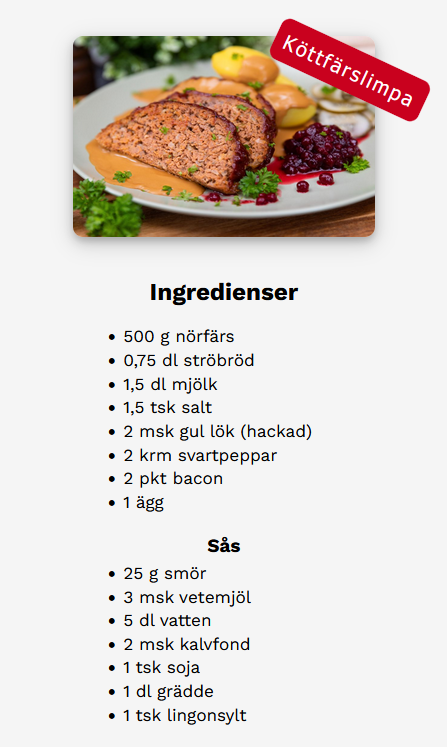 Köttfärslimpa
Ingredienser
• 500 g nörfärs
• 0,75 dl ströbröd
• 1,5 dl mjölk
• 1,5 tsk salt
• 2 msk gul lök (hackad)
• 2 krm svartpeppar
• 2 pkt bacon
• 1 ägg
Sås
• 25 g smör
• 3 msk vetemjöl
• 5 dl vatten
• 2 msk kalvfond
• 1 tsk soja
• 1 dl grädde
• 1 tsk lingonsylt